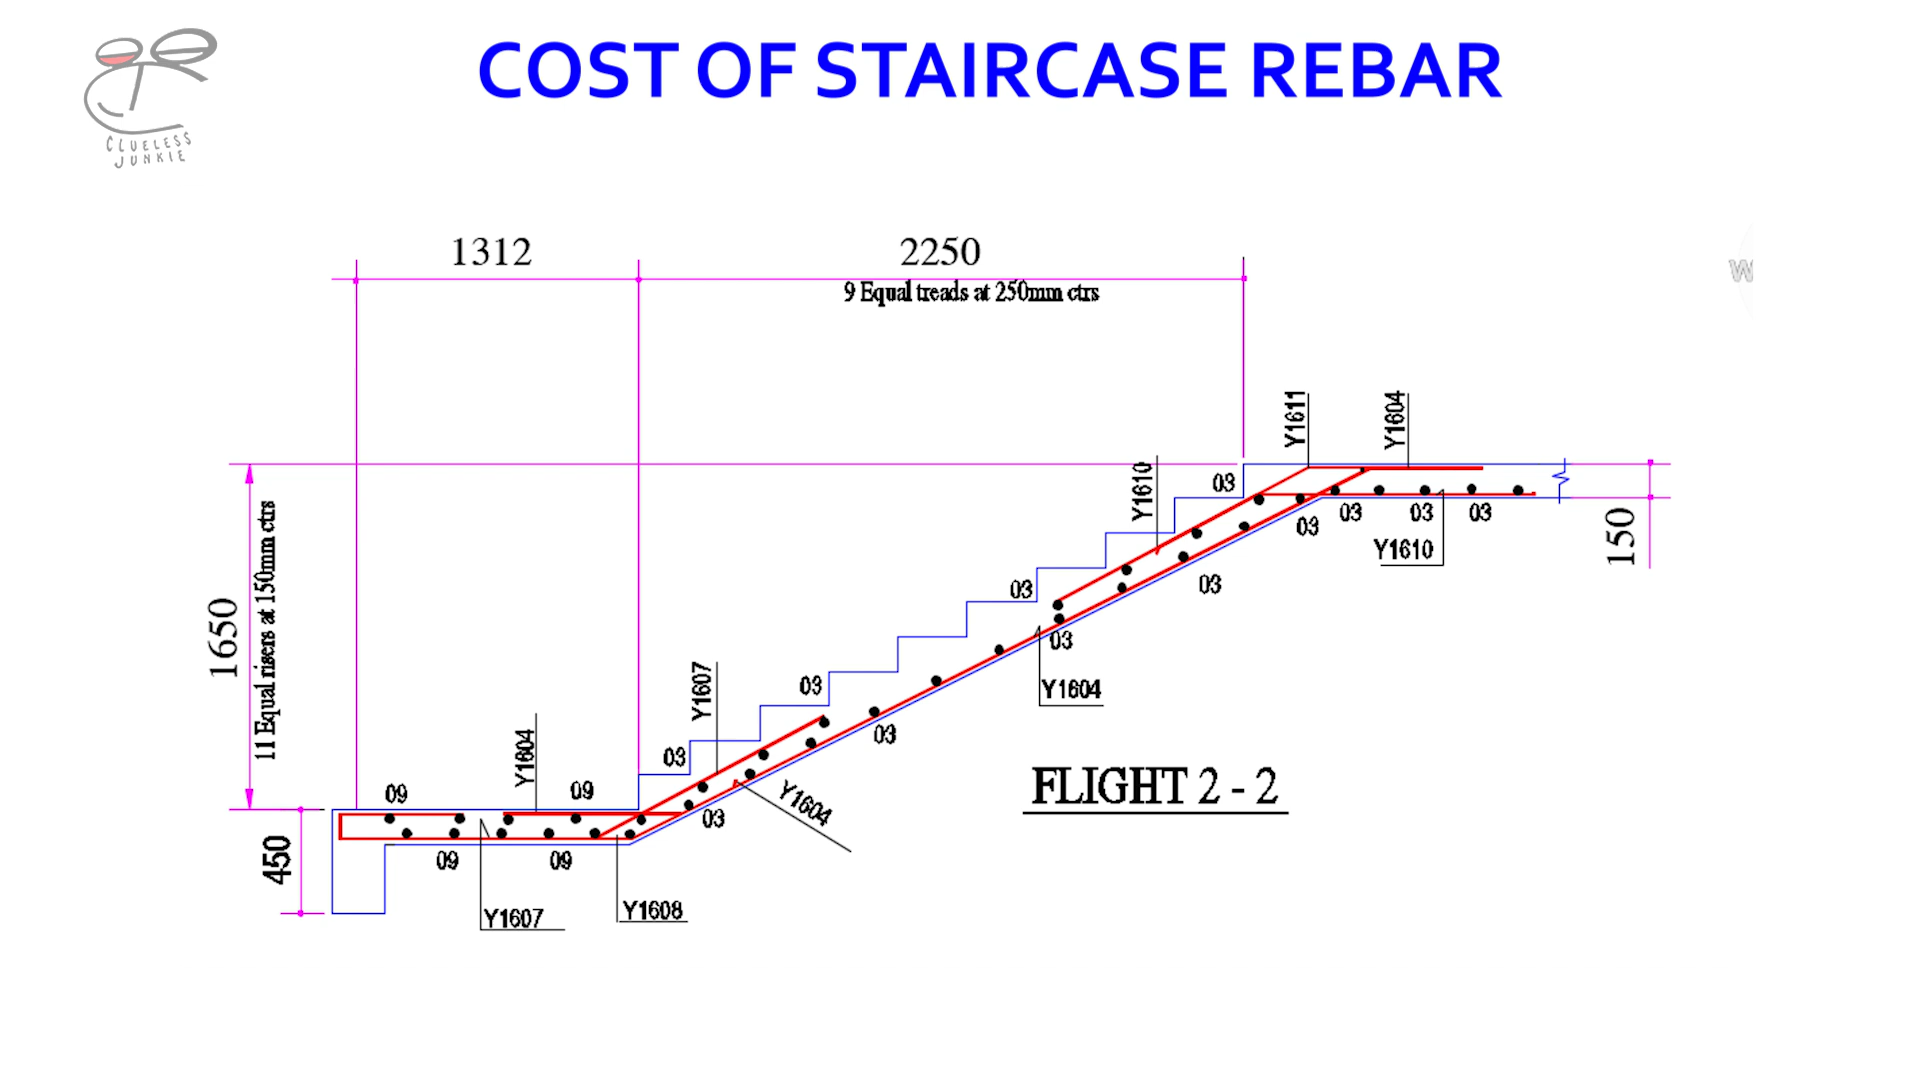 COST OF STAIRCASE REBAR
CLUELESS
JUNKIE
1312
2250
9 Equal treads at 250mm ctrs
W
1650
11 Equal risers at 150mm ctrs
450
150
Y1611
Y1604
Y1610
03
03
03
03
03
Y1610
03
03
03
Y1604
03
Y1607
03
03
03
Y1604
Y1604
09
09
09
09
Y1607
Y1608
FLIGHT 2 - 2